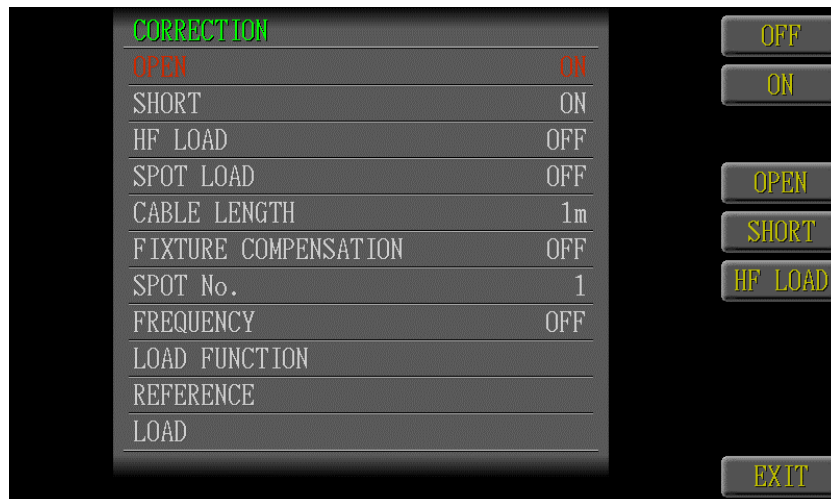 CORRECTION
OPEN ON
SHORT ON
HF LOAD OFF
SPOT LOAD OFF
CABLE LENGTH 1m
FIXTURE COMPENSATION OFF
SPOT No. 1
FREQUENCY OFF
LOAD FUNCTION
REFERENCE
LOAD
OFF
ON
OPEN
SHORT
HF LOAD
EXIT